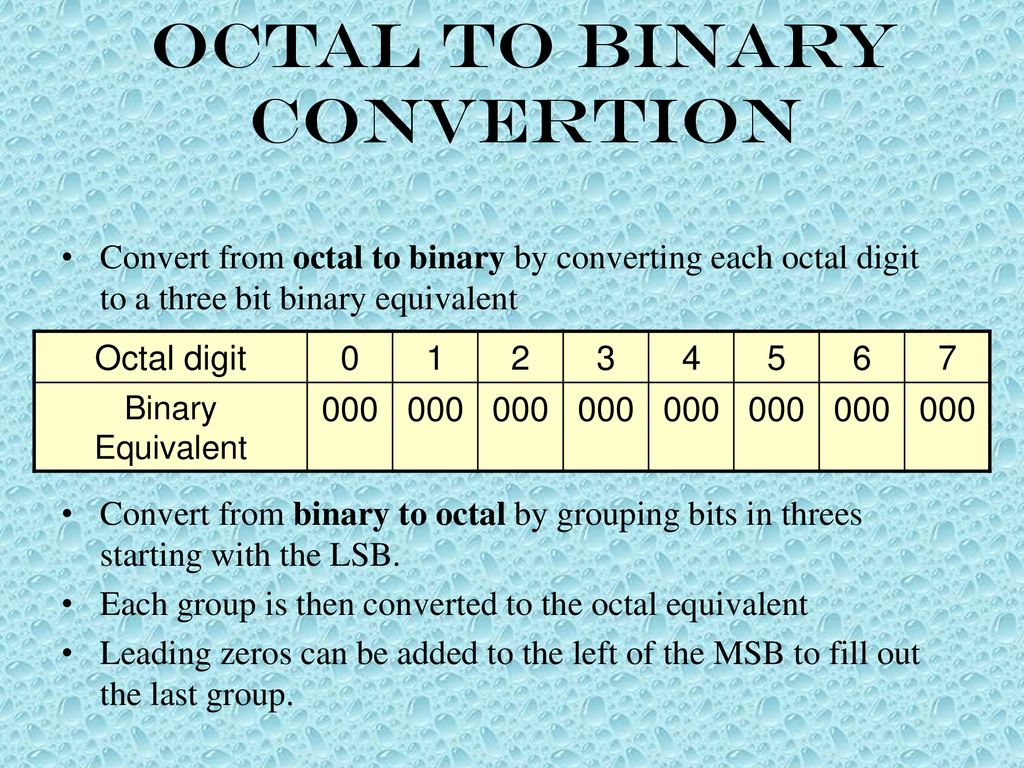 OCTAL TO BINARY
CONVERTION
• Convert from octal to binary by converting each octal digit
to a three bit binary equivalent
Octal digit 0 1 2 3 4 5 6 7
Binary
Equivalent 000 000 000 000 000 000 000 000
• Convert from binary to octal by grouping bits in threes
starting with the LSB.
• Each group is then converted to the octal equivalent
• Leading zeros can be added to the left of the MSB to fill out
the last group.